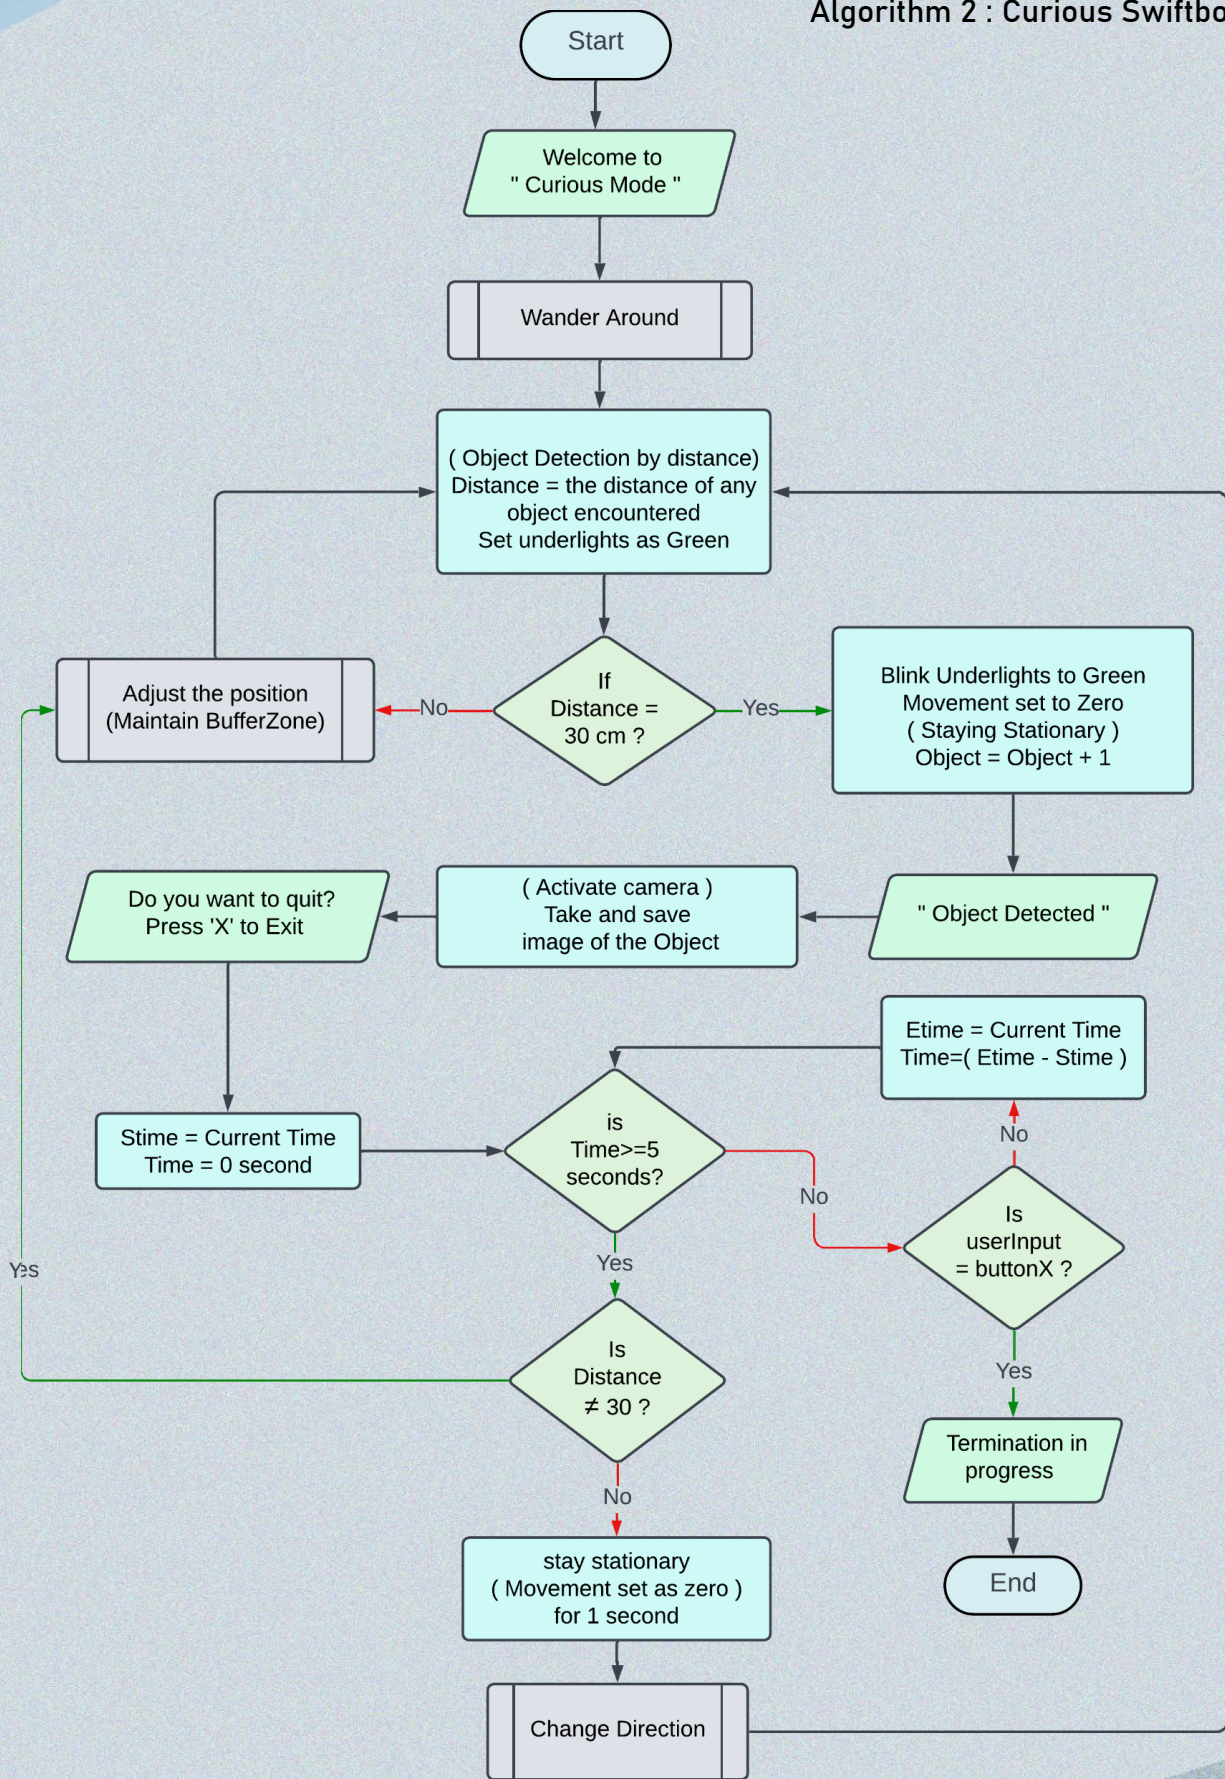 Algorithm 2 : Curious Swiftbo
Start
Welcome to
" Curious Mode "
Wander Around
( Object Detection by distance)
Distance = the distance of any
object encountered
Set underlights as Green
If
Distance =
30 cm ?
No
Yes
Adjust the position
(Maintain BufferZone)
Blink Underlights to Green
Movement set to Zero
( Staying Stationary )
Object = Object + 1
" Object Detected "
( Activate camera )
Take and save
image of the Object
Do you want to quit?
Press 'X' to Exit
Stime = Current Time
Time = 0 second
is
Time>=5
seconds?
No
Yes
Etime = Current Time
Time=( Etime - Stime )
No
Is
userInput
= buttonX ?
Yes
Termination in
progress
End
Is
Distance
≠ 30 ?
Yes
No
stay stationary
( Movement set as zero )
for 1 second
Change Direction